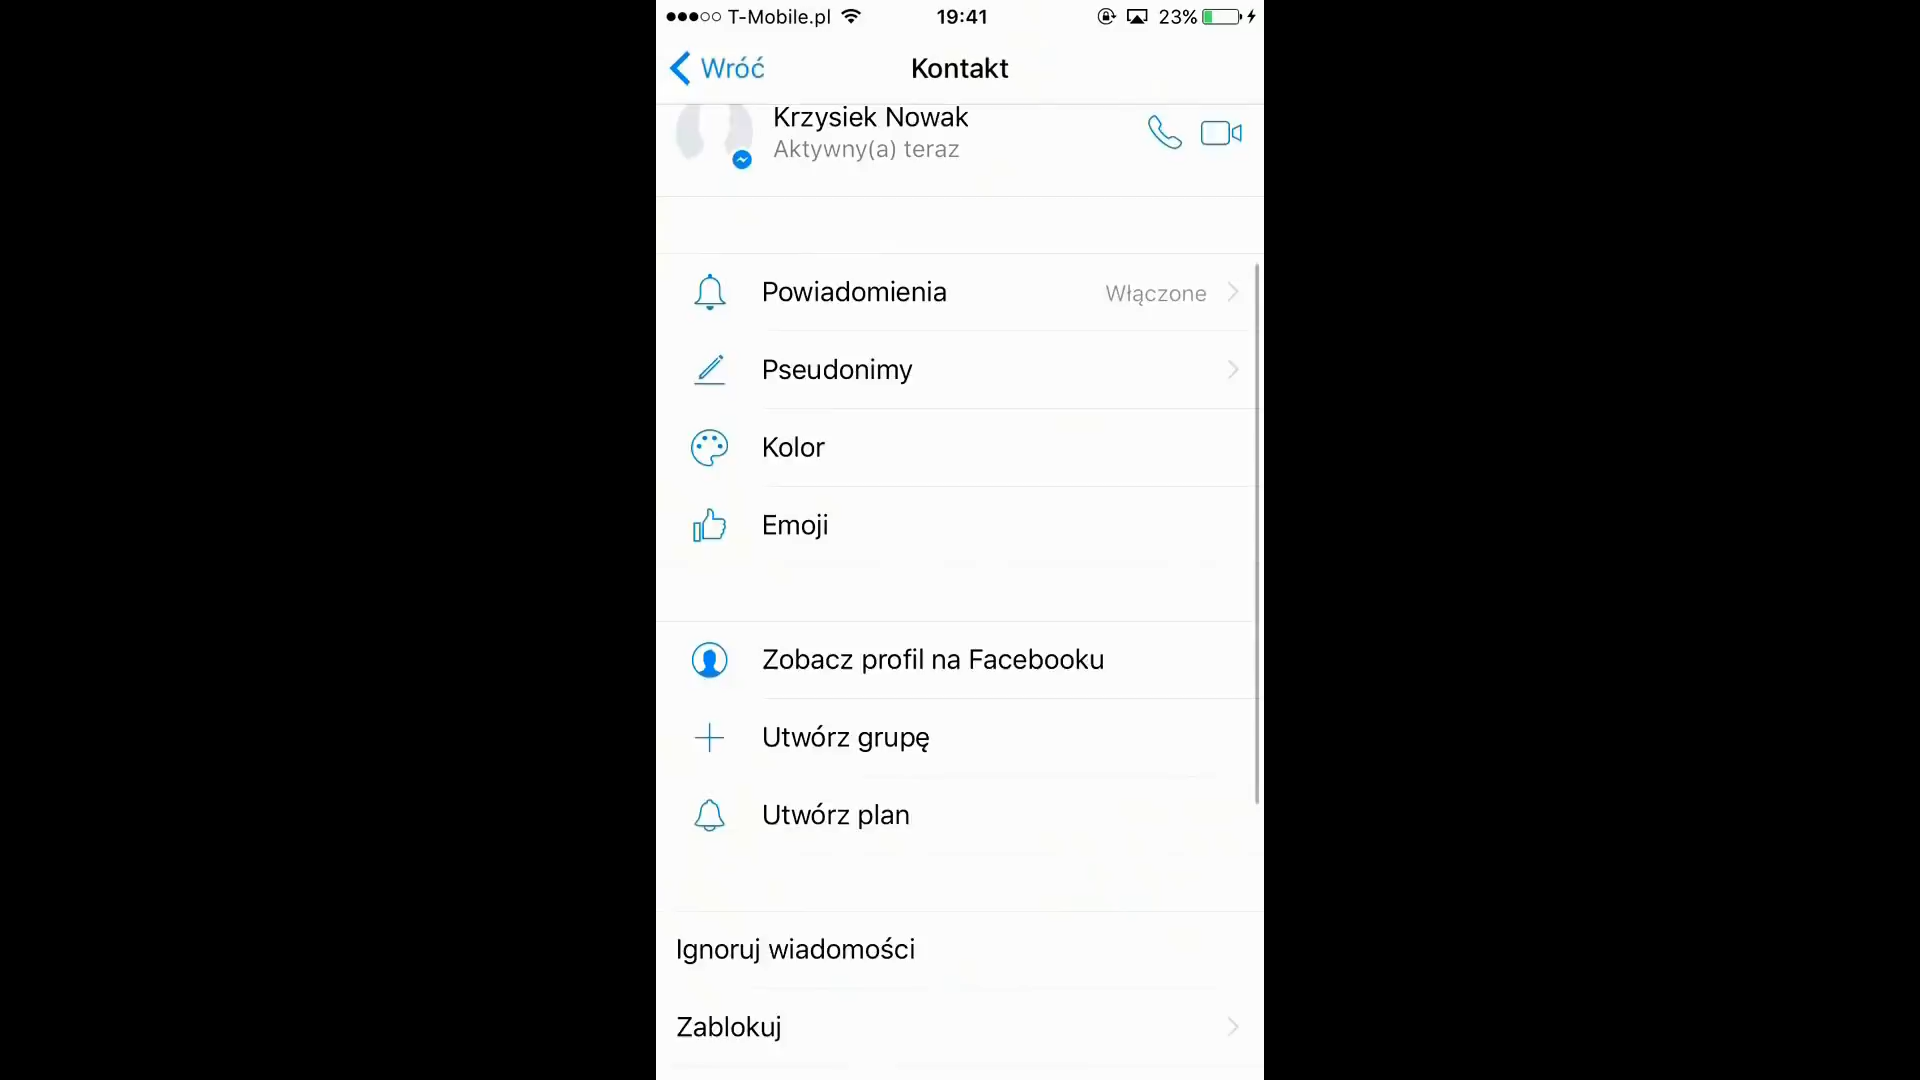 T-Mobile.pl 19:41 23%
Wróć Kontakt
Krzysiek Nowak
Aktywny(a) teraz
Powiadomienia Włączone
Pseudonimy
Kolor
Emoji
Zobacz profil na Facebooku
Utwórz grupę
Utwórz plan
Ignoruj wiadomości
Zablokuj